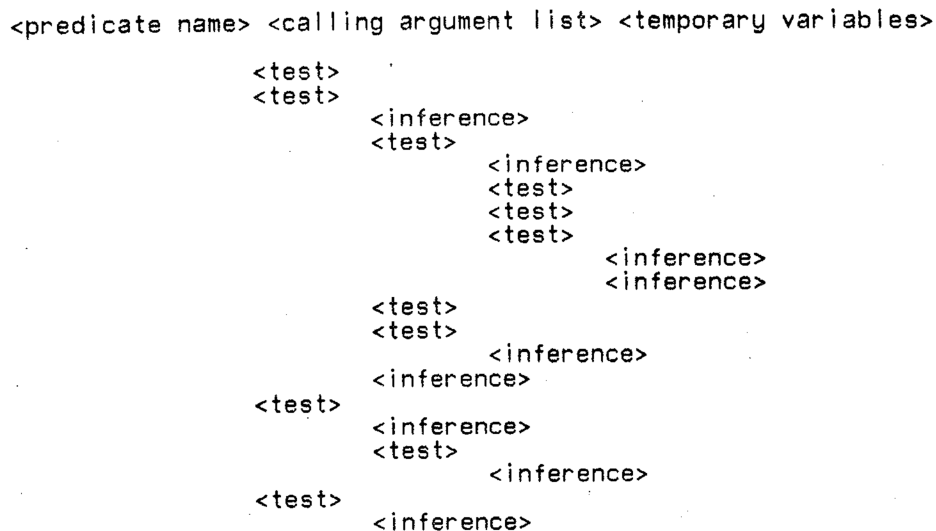 <predicate name> <calling argument list> <temporary variables>
<test>
<test>
<inference>
<test>
<inference>
<test>
<test>
<test>
<inference>
<inference>
<test>
<test>
<inference>
<inference>
<test>
<inference>
<test>
<inference>
<test>
<inference>